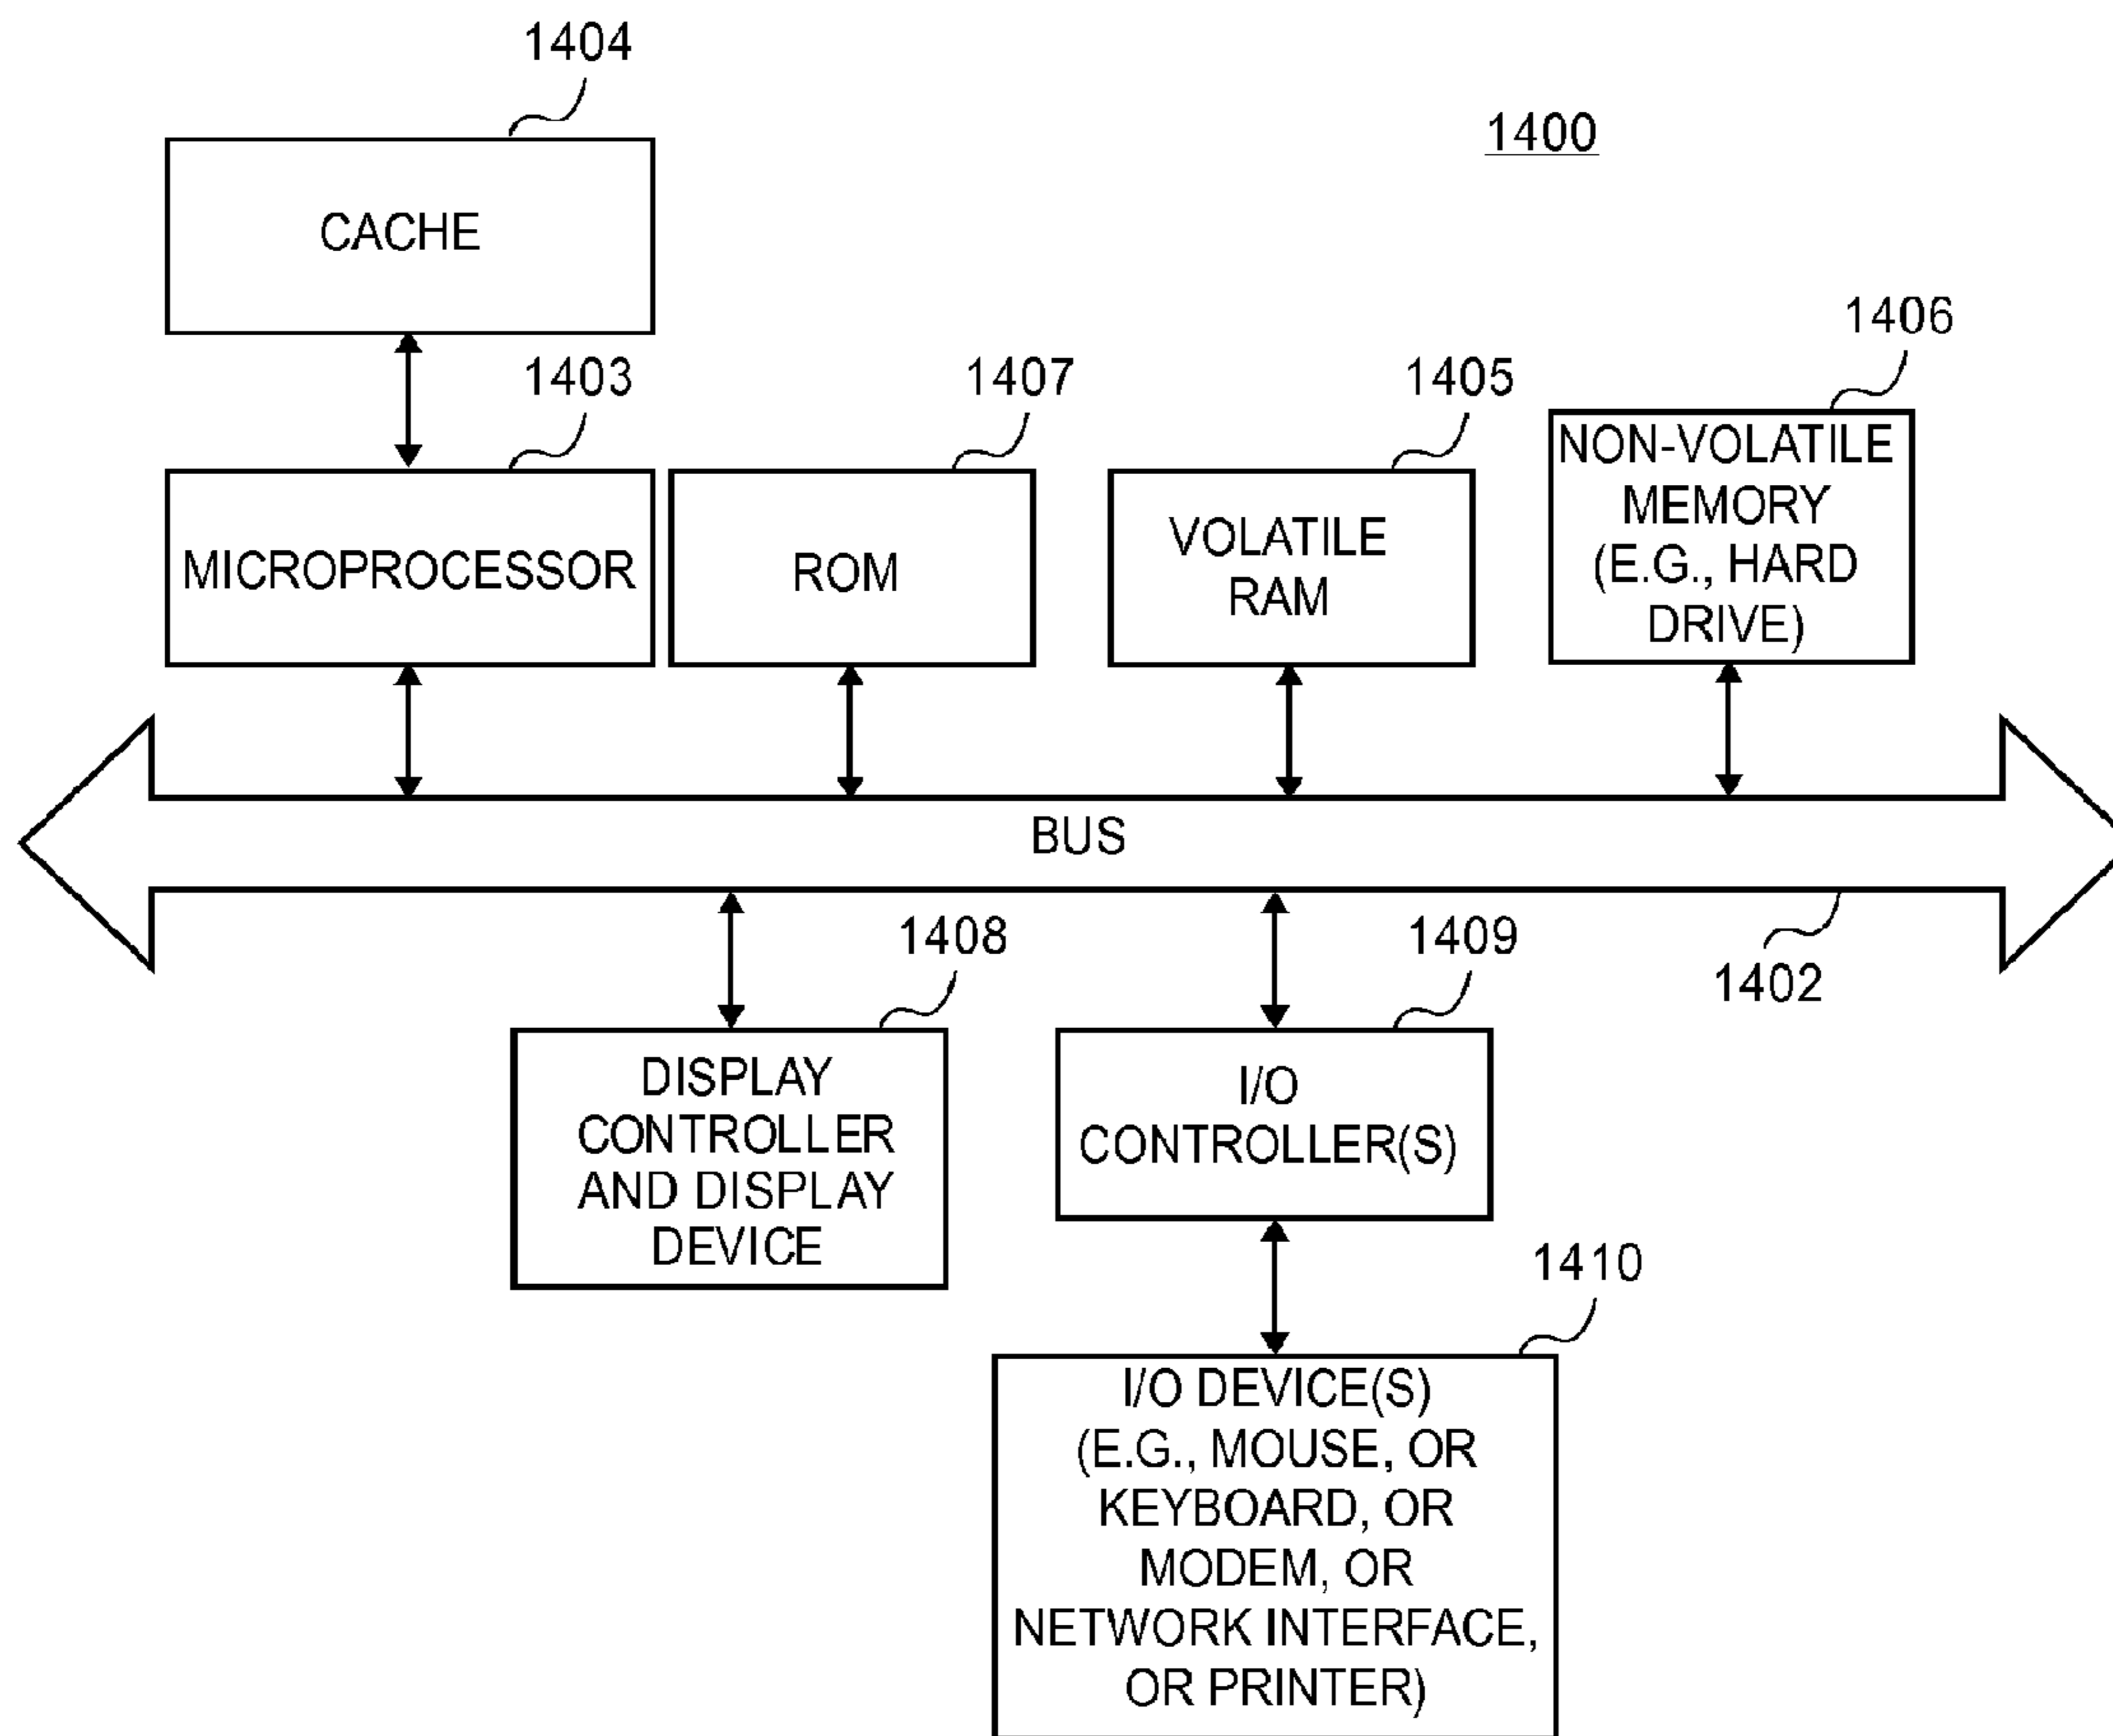 1404
1400
CACHE
1406
1403
1407
1405
NON-VOLATILE
MEMORY
(E.G., HARD
DRIVE)
MICROPROCESSOR
ROM
VOLATILE
RAM
BUS
1408
1409
1402
DISPLAY
CONTROLLER
AND DISPLAY
DEVICE
I/O
CONTROLLER(S)
1410
I/O DEVICE(S)
(E.G., MOUSE, OR
KEYBOARD, OR
MODEM, OR
NETWORK INTERFACE,
OR PRINTER)